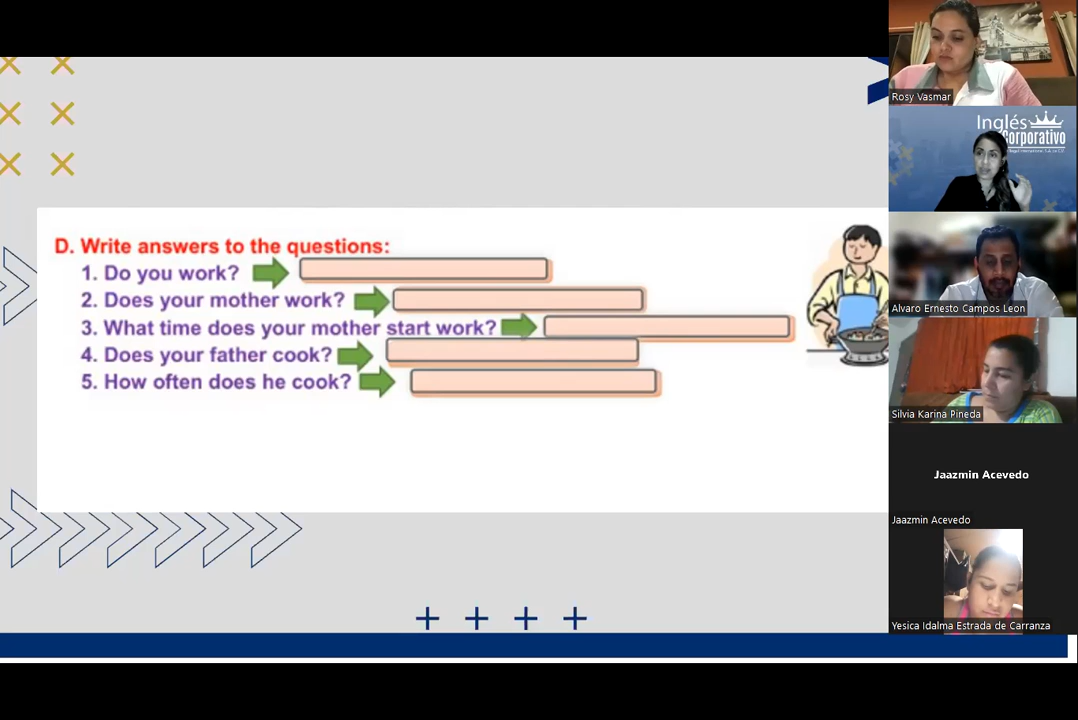 D. Write answers to the questions:
1. Do you work?
2. Does your mother work?
3. What time does your mother start work?
4. Does your father cook?
5. How often does he cook?
Rosy Vasmar
Inglés
Corporativo
Alvaro Ernesto Campos Leon
Silvia Karina Pineda
Jaazmin Acevedo
Jaazmin Acevedo
Yesica Idalma Estrada de Carranza